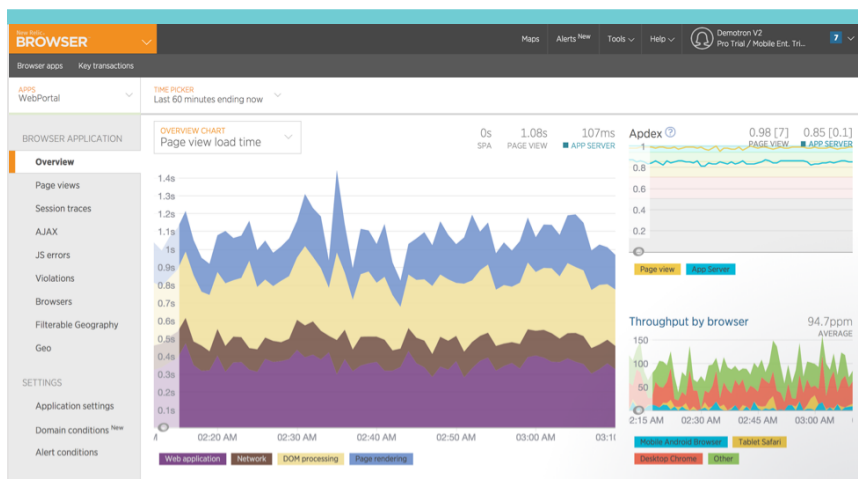 New Relic.
BROWSER
Maps
Alerts New
Tools
Help
Demotron V2
Pro Trial / Mobile Ent. Tri...
7
Browser apps
Key transactions
APPS
WebPortal
TIME PICKER
Last 60 minutes ending now
BROWSER APPLICATION
Overview
Page views
Session traces
AJAX
JS errors
Violations
Browsers
Filterable Geography
Geo
SETTINGS
Application settings
Domain conditions New
Alert conditions
OVERVIEW CHART
Page view load time
0s
SPA
1.08s
PAGE VIEW
107ms
APP SERVER
1.4s
1.3s
1.2s
1.1s
1s
0.9s
0.8s
0.7s
0.6s
0.5s
0.4s
0.3s
0.2s
0.1s
02:20 AM
02:30 AM
02:40 AM
02:50 AM
03:00 AM
03:10
Web application
Network
DOM processing
Page rendering
Apdex ?
0.98 [7]
PAGE VIEW
0.85 [0.1]
APP SERVER
1
0.8
0.6
0.4
0.2
Page view
App Server
Throughput by browser
94.7ppm
AVERAGE
150
100
50
2:15 AM
02:30 AM
02:45 AM
03:00 AM
Mobile Android Browser
Tablet Safari
Desktop Chrome
Other